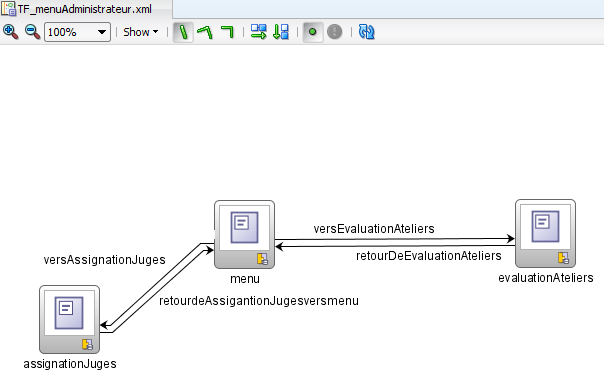 TF_menuAdministrateur.xml
100% Show
versEvaluationAteliers
retourDeEvaluationAteliers
versAssignationJuges
menu
evaluationAteliers
retourdeAssigantionJugesversmenu
assignationJuges